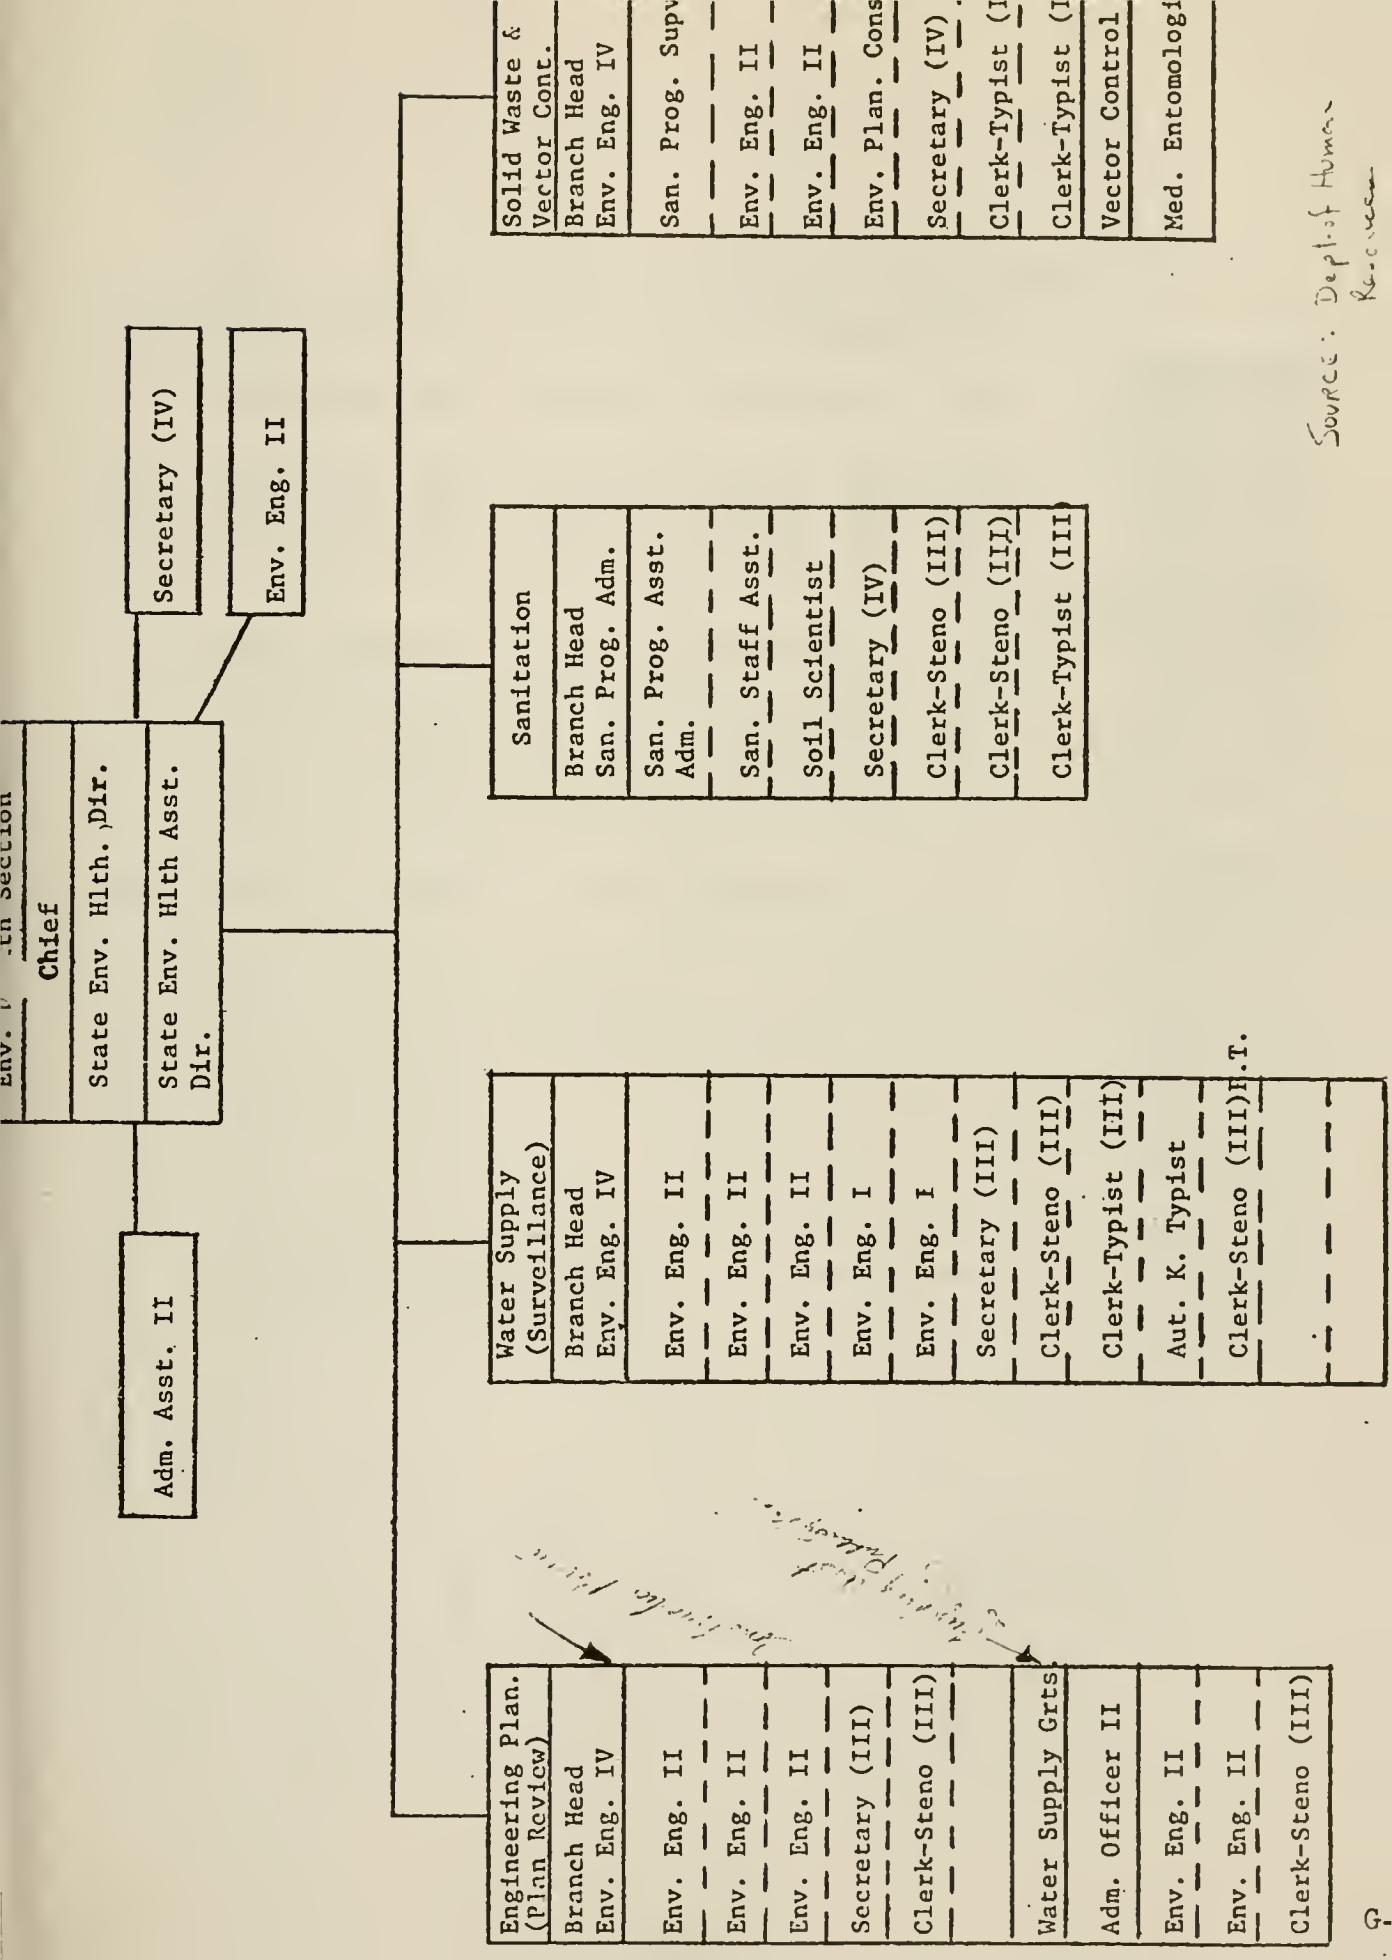 Section
Chief
State Env. Hlth. Dir.
State Env. Hlth Asst.
Dir.
Adm. Asst. II
Secretary (IV)
Env. Eng. II
Engineering Plan.
(Plan Review)
Branch Head
Env. Eng. IV
Env. Eng. II
Env. Eng. II
Env. Eng. II
Secretary (III)
Clerk-Steno (III)
Water Supply Grts.
Adm. Officer II
Env. Eng. II
Env. Eng. II
Clerk-Steno (III)
Water Supply
(Surveillance)
Branch Head
Env. Eng. IV
Env. Eng. II
Env. Eng. II
Env. Eng. II
Env. Eng. I
Env. Eng. I
Secretary (III)
Clerk-Steno (III)
Clerk-Typist (III)
Aut. K. Typist
Clerk-Steno (III)P.T.
Sanitation
Branch Head
San. Prog. Adm.
San. Prog. Asst.
Adm.
San. Staff Asst.
Soil Scientist
Secretary (IV)
Clerk-Steno (III)
Clerk-Steno (III)
Clerk-Typist (III)
Solid Waste &
Vector Cont.
Branch Head
Env. Eng. IV
San. Prog. Supv
Env. Eng. II
Env. Eng. II
Env. Plan. Cons
Secretary (IV)
Clerk-Typist (I
Clerk-Typist (I
Vector Control
Med. Entomologi
Source: Dept. of Human
Resources
G-